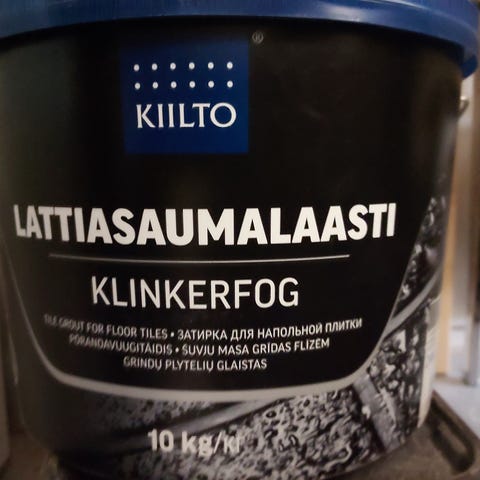 ®
KIILTO
LATTIASAUMALAASTI
KLINKERFOG
TILE GROUT FOR FLOOR TILES • ЗАТИРКА ДЛЯ НАПОЛЬНОЙ ПЛИТКИ
PÕRANDAVUUGITÄIDIS • ŠUVJU MASA GRĪDAS FLĪZĒM
GRINDŲ PLYTELIŲ GLAISTAS
10 kg/кг